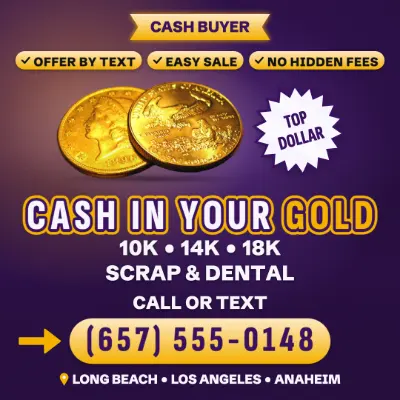 CASH BUYER
✓ OFFER BY TEXT ✓ EASY SALE ✓ NO HIDDEN FEES
TOP
DOLLAR
CASH IN YOUR GOLD
10K • 14K • 18K
SCRAP & DENTAL
CALL OR TEXT
(657) 555-0148
LONG BEACH • LOS ANGELES • ANAHEIM